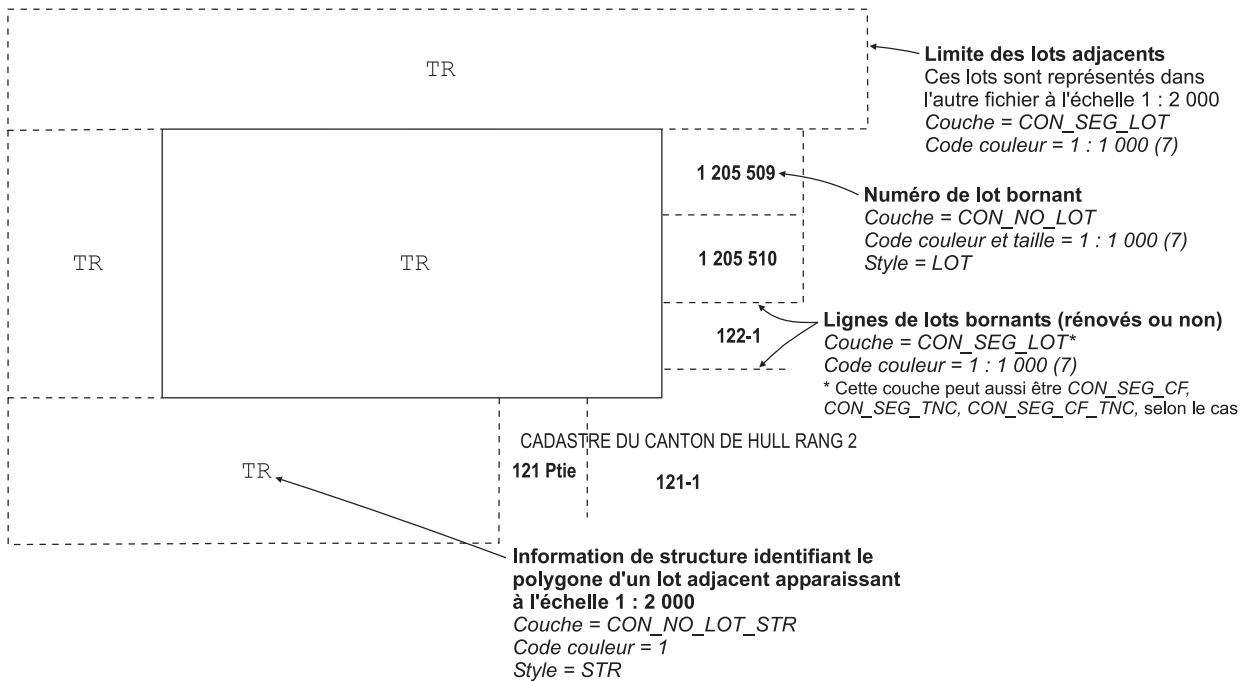 TR
Limite des lots adjacents
Ces lots sont représentés dans
l'autre fichier à l'échelle 1 : 2 000
Couche = CON_SEG_LOT
Code couleur = 1 : 1 000 (7)
1 205 509
Numéro de lot bornant
Couche = CON_NO_LOT
Code couleur et taille = 1 : 1 000 (7)
Style = LOT
TR
TR
1 205 510
122-1
Lignes de lots bornants (rénovés ou non)
Couche = CON_SEG_LOT*
Code couleur = 1 : 1 000 (7)
* Cette couche peut aussi être CON_SEG_CF,
CON_SEG_TNC, CON_SEG_CF_TNC, selon le cas
CADASTRE DU CANTON DE HULL RANG 2
TR
121 Ptie
121-1
Information de structure identifiant le
polygone d'un lot adjacent apparaissant
à l'échelle 1 : 2 000
Couche = CON_NO_LOT_STR
Code couleur = 1
Style = STR